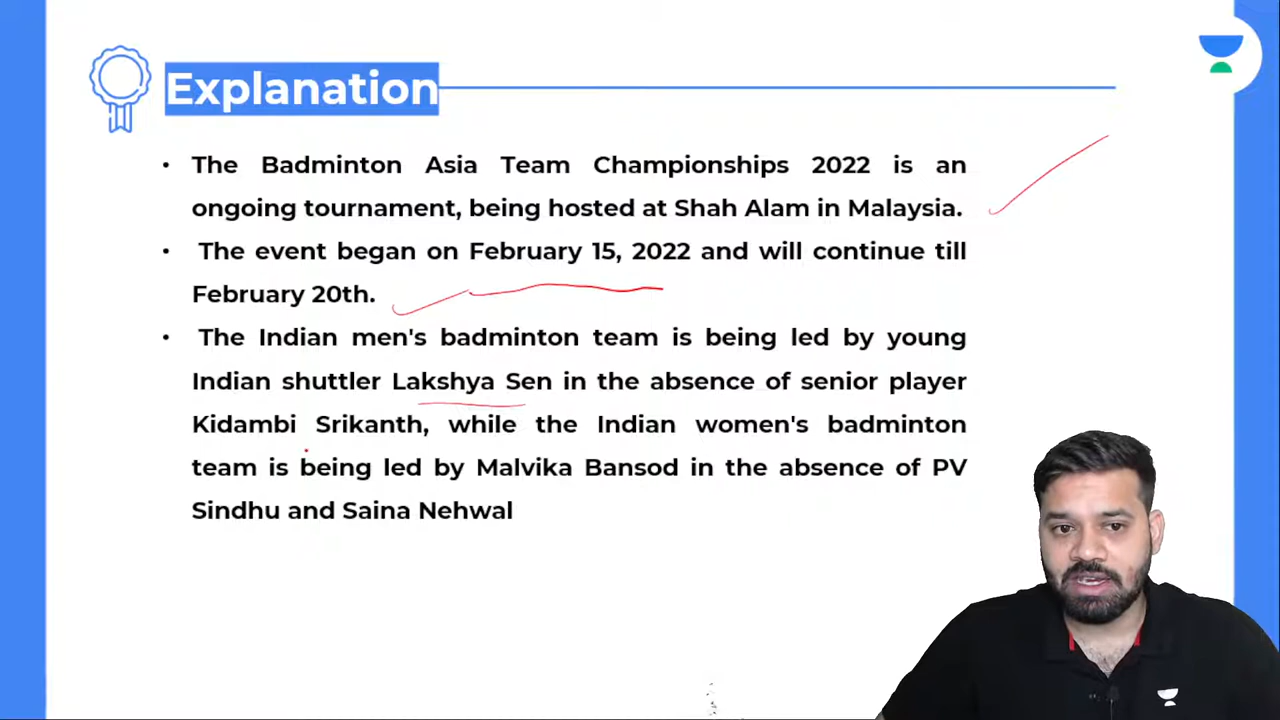 Explanation
• The Badminton Asia Team Championships 2022 is an
ongoing tournament, being hosted at Shah Alam in Malaysia.
• The event began on February 15, 2022 and will continue till
February 20th.
• The Indian men's badminton team is being led by young
Indian shuttler Lakshya Sen in the absence of senior player
Kidambi Srikanth, while the Indian women's badminton
team is being led by Malvika Bansod in the absence of PV
Sindhu and Saina Nehwal